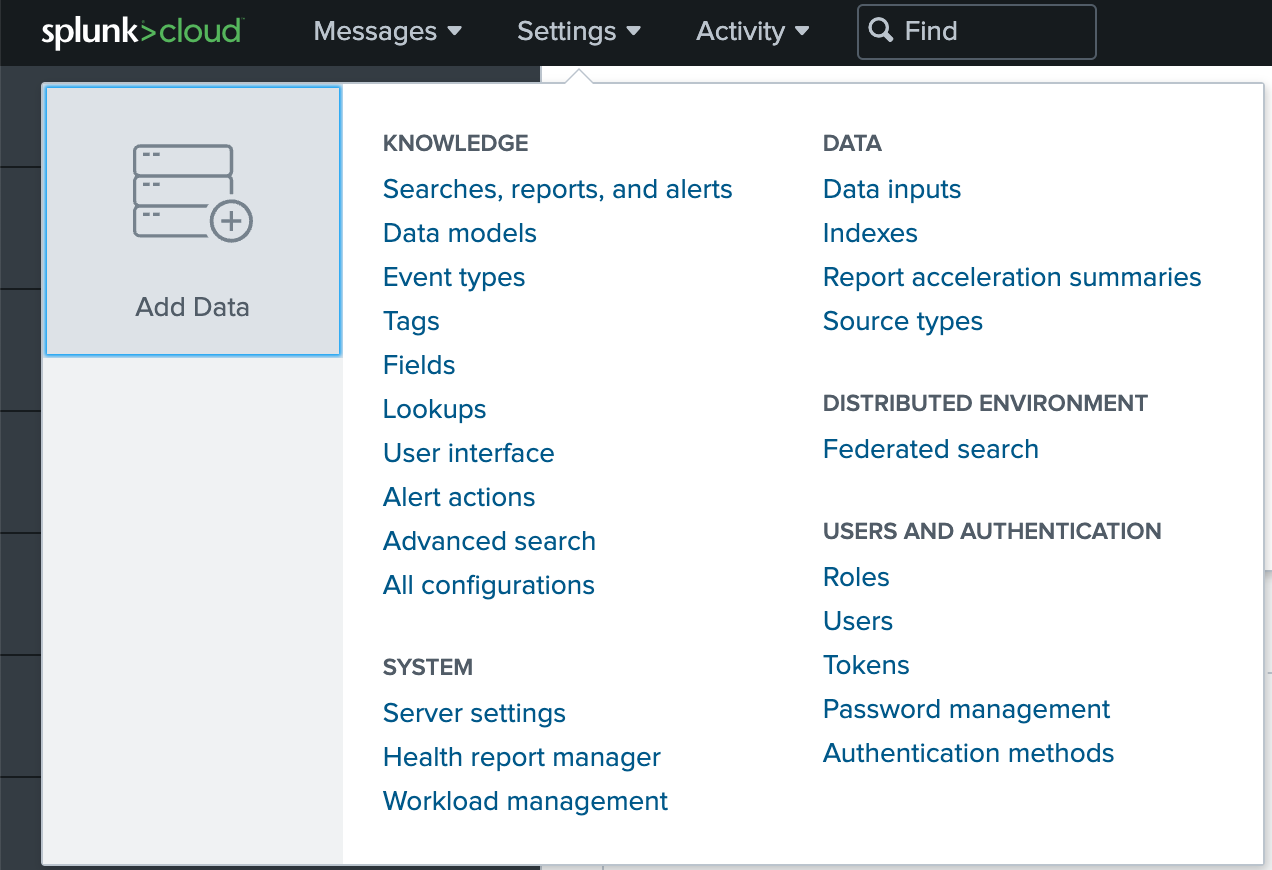 splunk>cloud Messages Settings Activity Find
Add Data
KNOWLEDGE
Searches, reports, and alerts
Data models
Event types
Tags
Fields
Lookups
User interface
Alert actions
Advanced search
All configurations
SYSTEM
Server settings
Health report manager
Workload management
DATA
Data inputs
Indexes
Report acceleration summaries
Source types
DISTRIBUTED ENVIRONMENT
Federated search
USERS AND AUTHENTICATION
Roles
Users
Tokens
Password management
Authentication methods